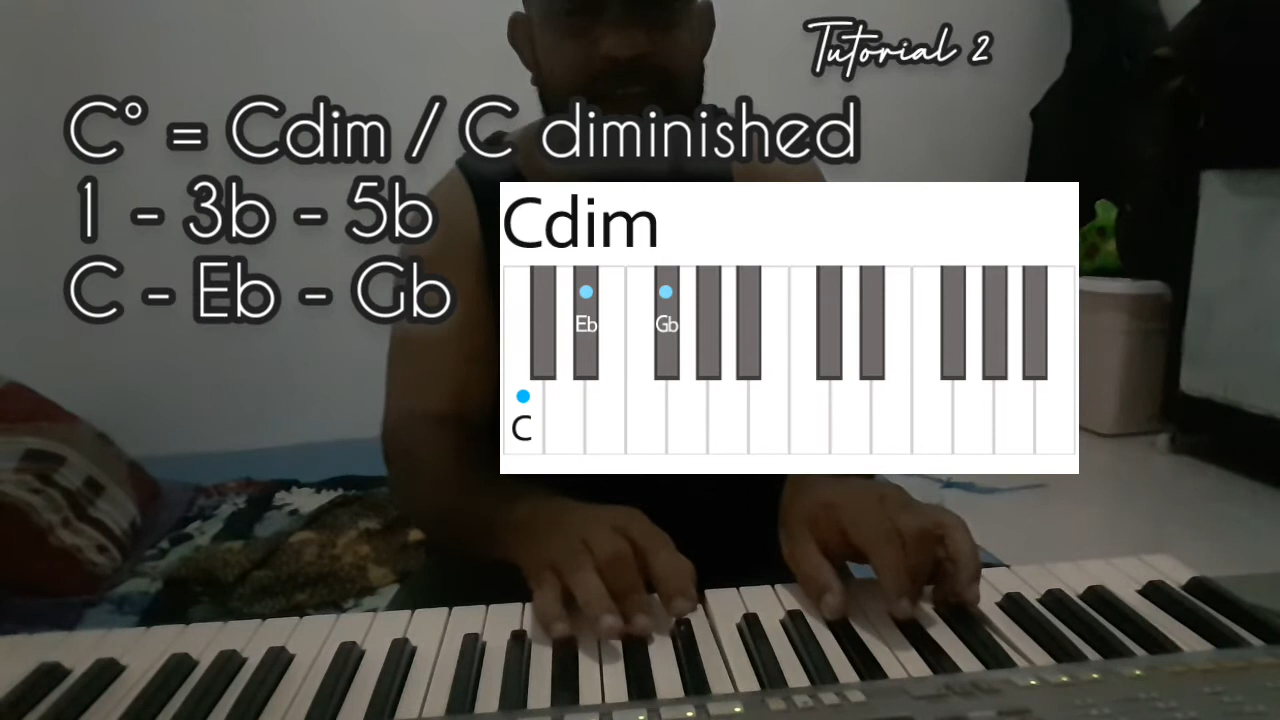 Tutorial 2
C° = Cdim / C diminished
1 - 3b - 5b
C - Eb - Gb
Cdim
Eb Gb
C